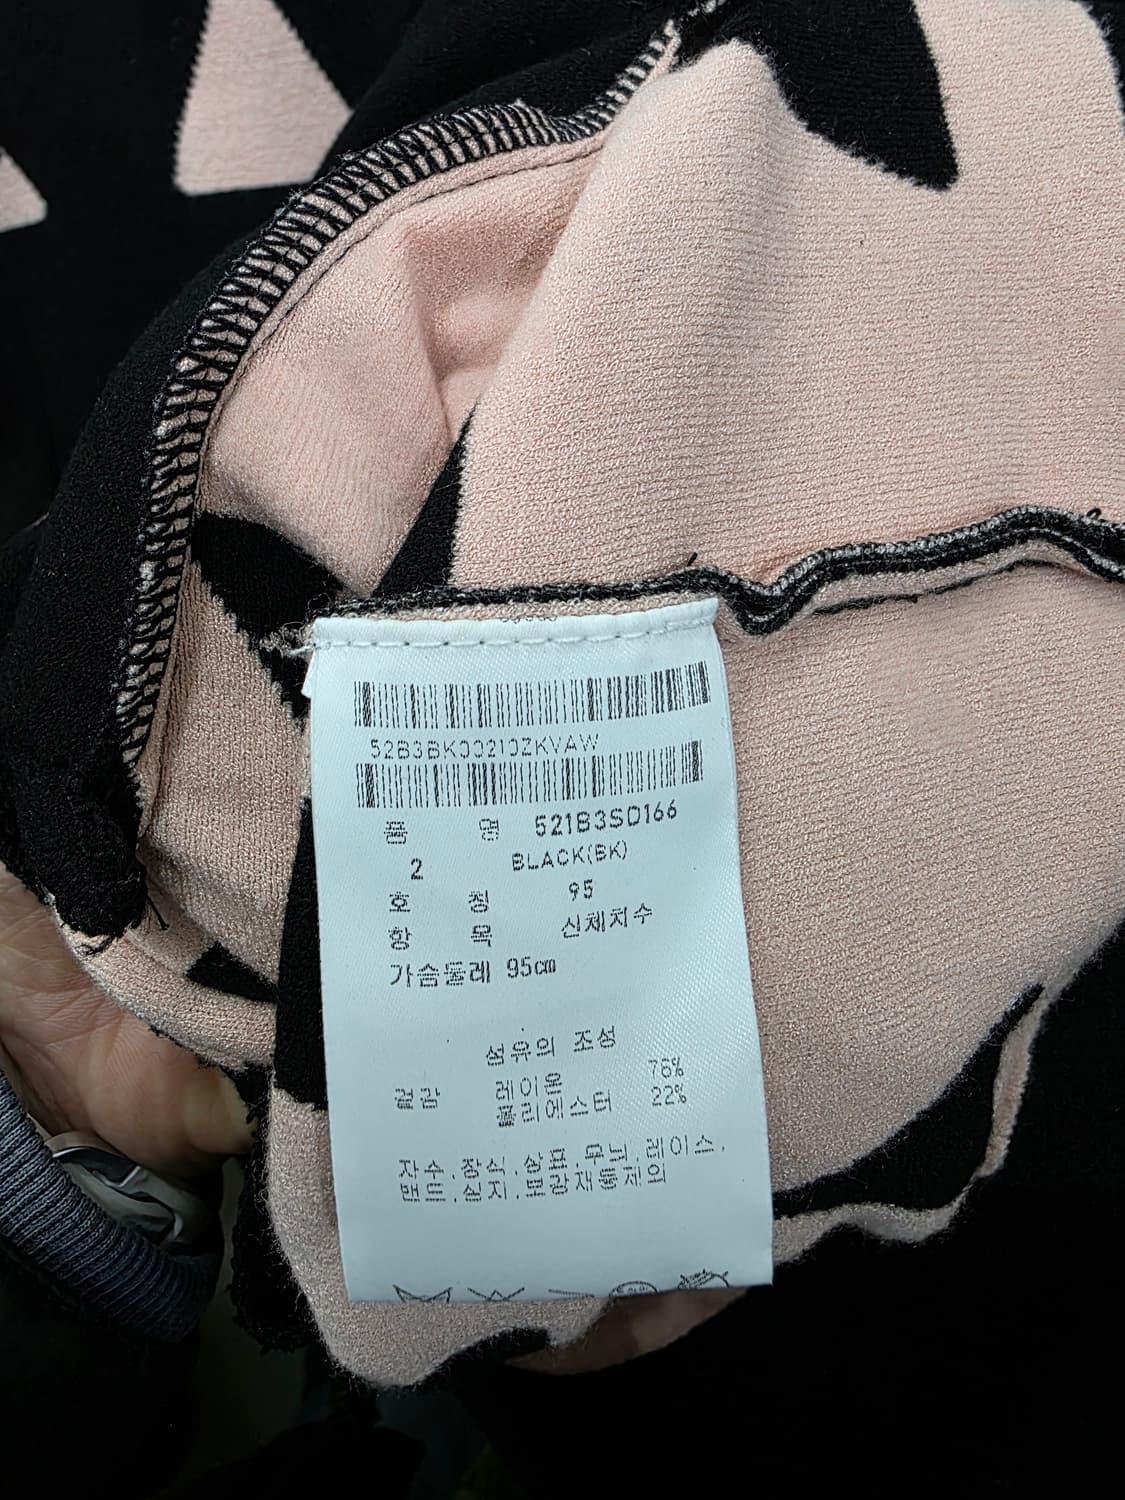 52B3BK00210ZKVAW
품 명 521B3SD166
2 BLACK(BK)
호 칭 95
항 목 신체치수
가슴둘레 95cm
섬유의 조성
겉감 레이온 76%
폴리에스터 22%
자수.장식.상표.무늬.레이스.
밴드.심지.보강재등제외